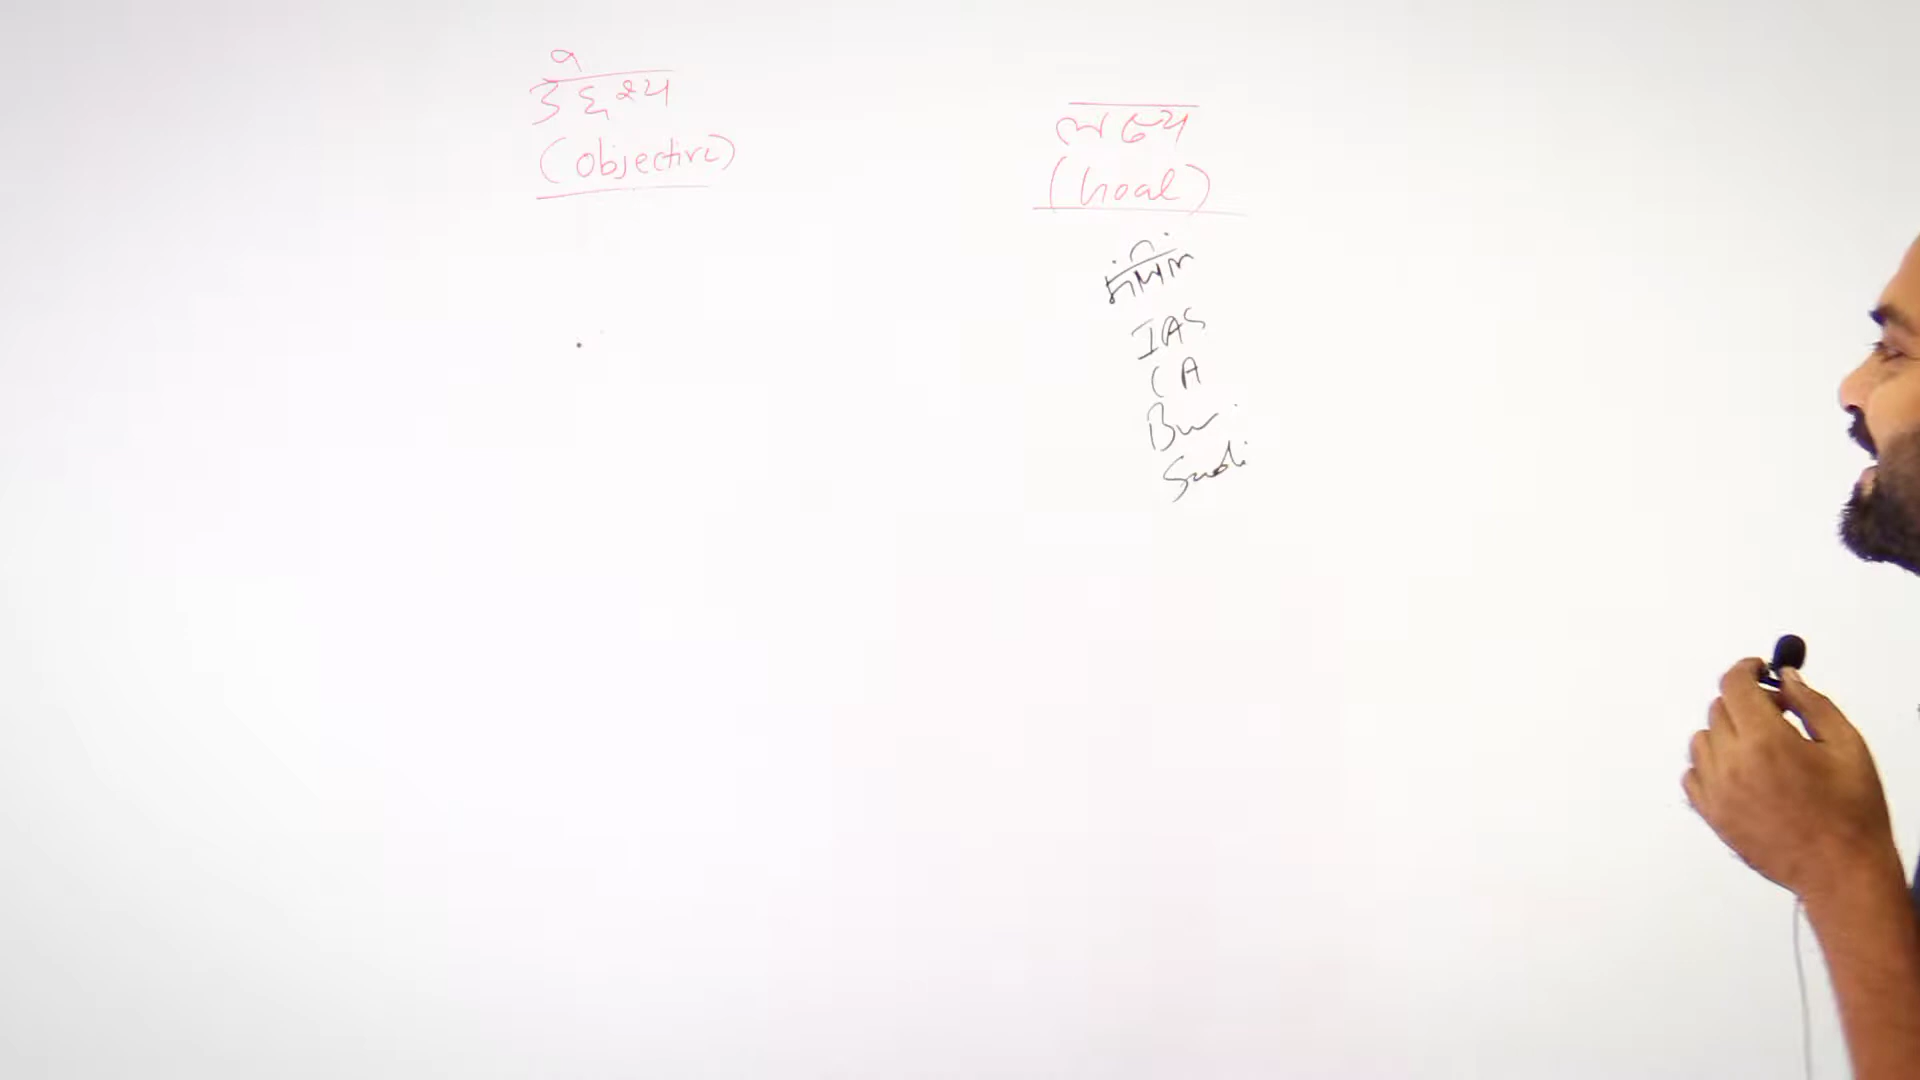 उद्देश्य
(objective)
लक्ष्य
(Goal)
मंजिल
IAS
CA